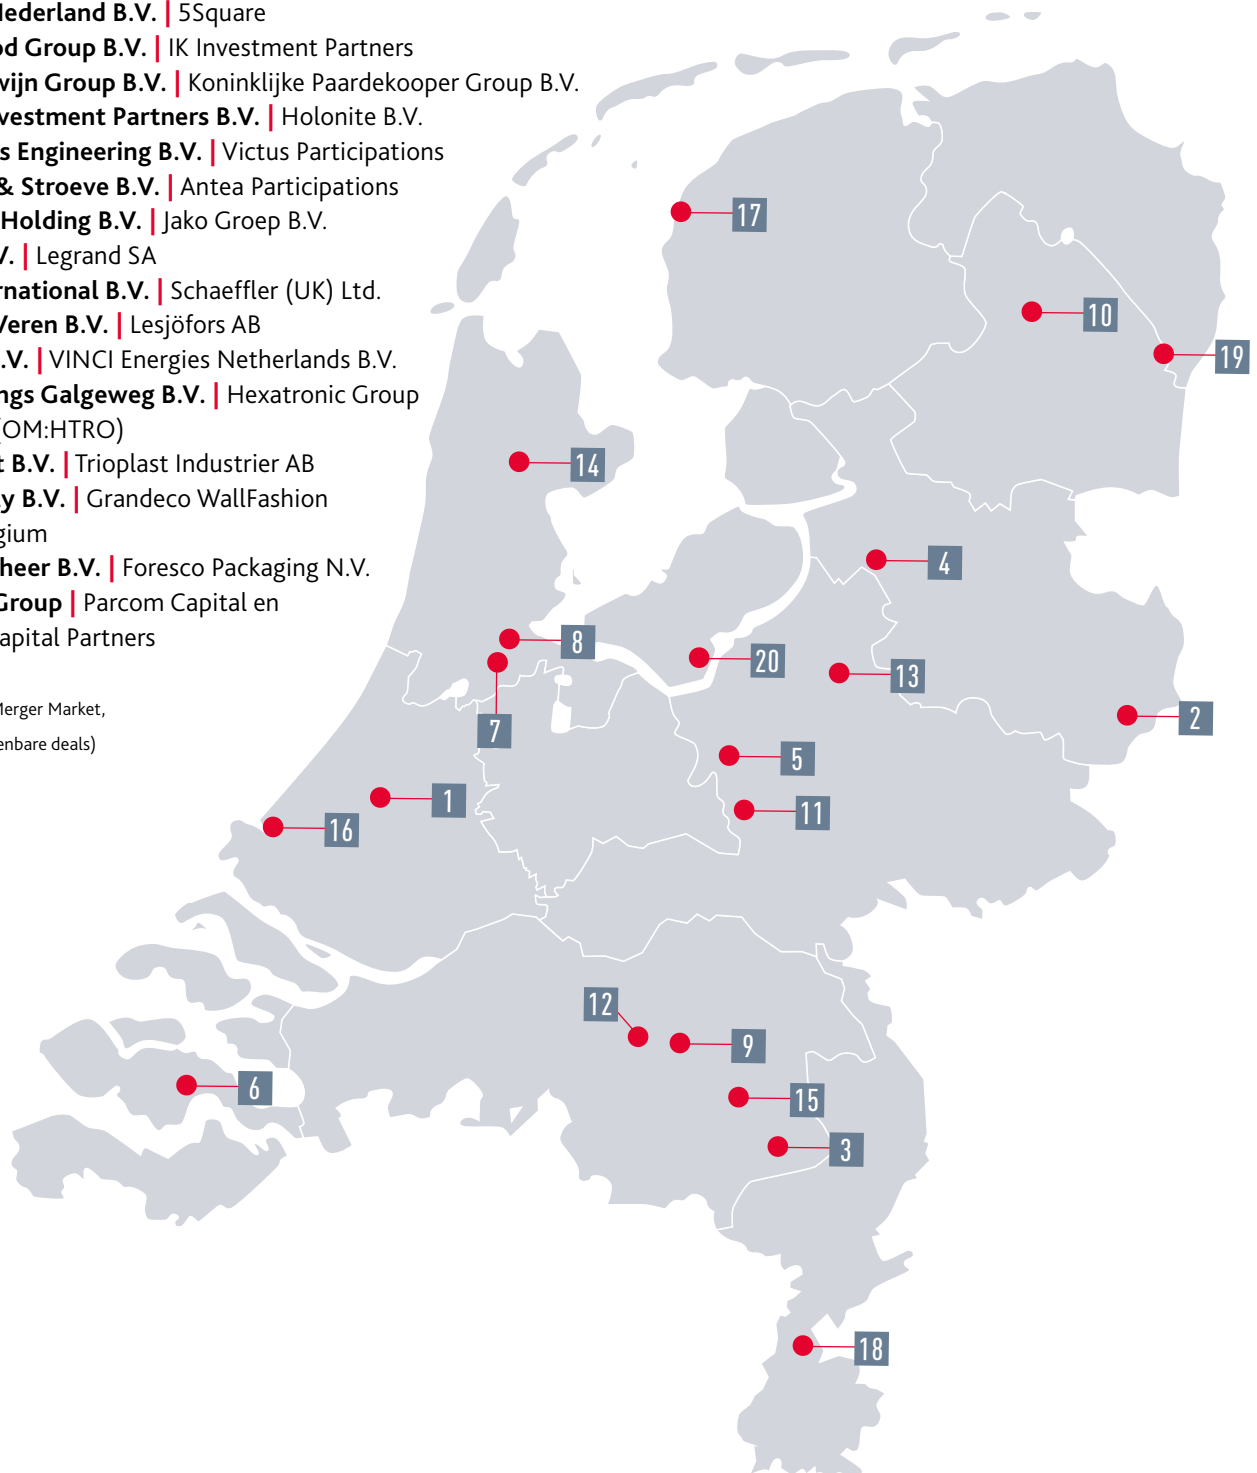 Nederland B.V. | 5Square
od Group B.V. | IK Investment Partners
wijn Group B.V. | Koninklijke Paardekooper Group B.V.
vestment Partners B.V. | Holonite B.V.
s Engineering B.V. | Victus Participations
& Stroeve B.V. | Antea Participations
Holding B.V. | Jako Groep B.V.
V. | Legrand SA
rnational B.V. | Schaeffler (UK) Ltd.
Veren B.V. | Lesjöfors AB
.V. | VINCI Energies Netherlands B.V.
ngs Galgeweg B.V. | Hexatronic Group
(OM:HTRO)
t B.V. | Trioplast Industrier AB
y B.V. | Grandeco WallFashion
gium
heer B.V. | Foresco Packaging N.V.
Group | Parcom Capital en
apital Partners
Merger Market,
enbare deals)
17
10
19
14
4
8
20
13
7
2
5
1
11
16
12
9
6
15
3
18